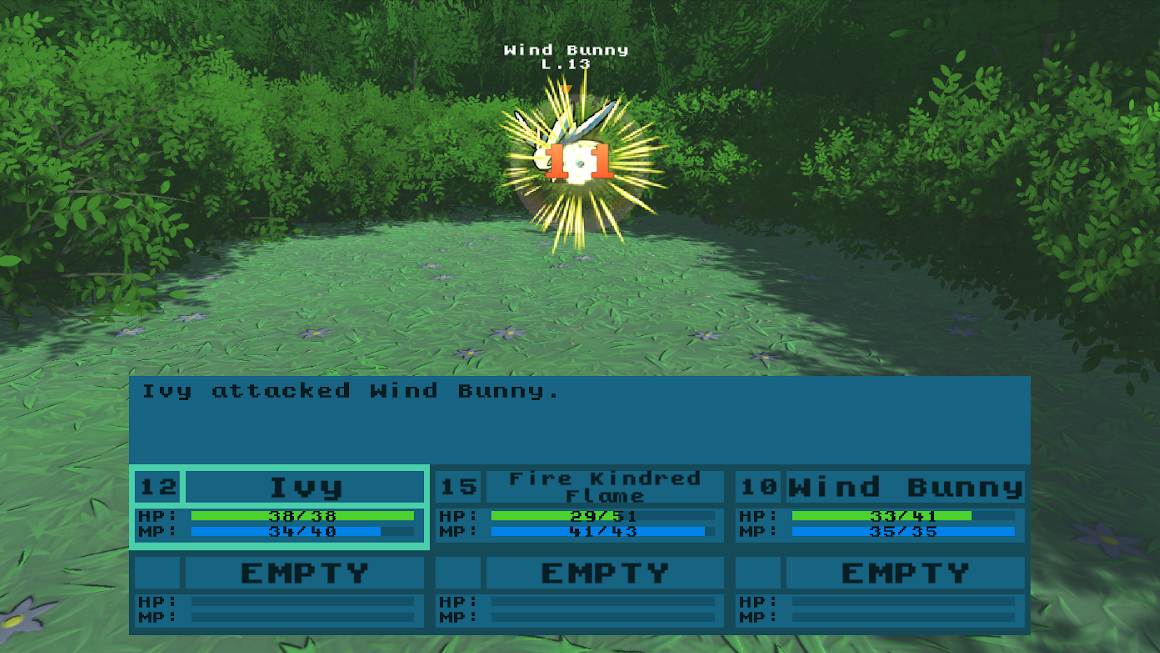 Wind Bunny
L.13
11
Ivy attacked Wind Bunny.
12 Ivy
HP: 38/38
MP: 34/40
15 Fire Kindred
Flame
HP: 29/51
MP: 41/43
10 Wind Bunny
HP: 33/41
MP: 35/35
EMPTY
HP:
MP:
EMPTY
HP:
MP:
EMPTY
HP:
MP: